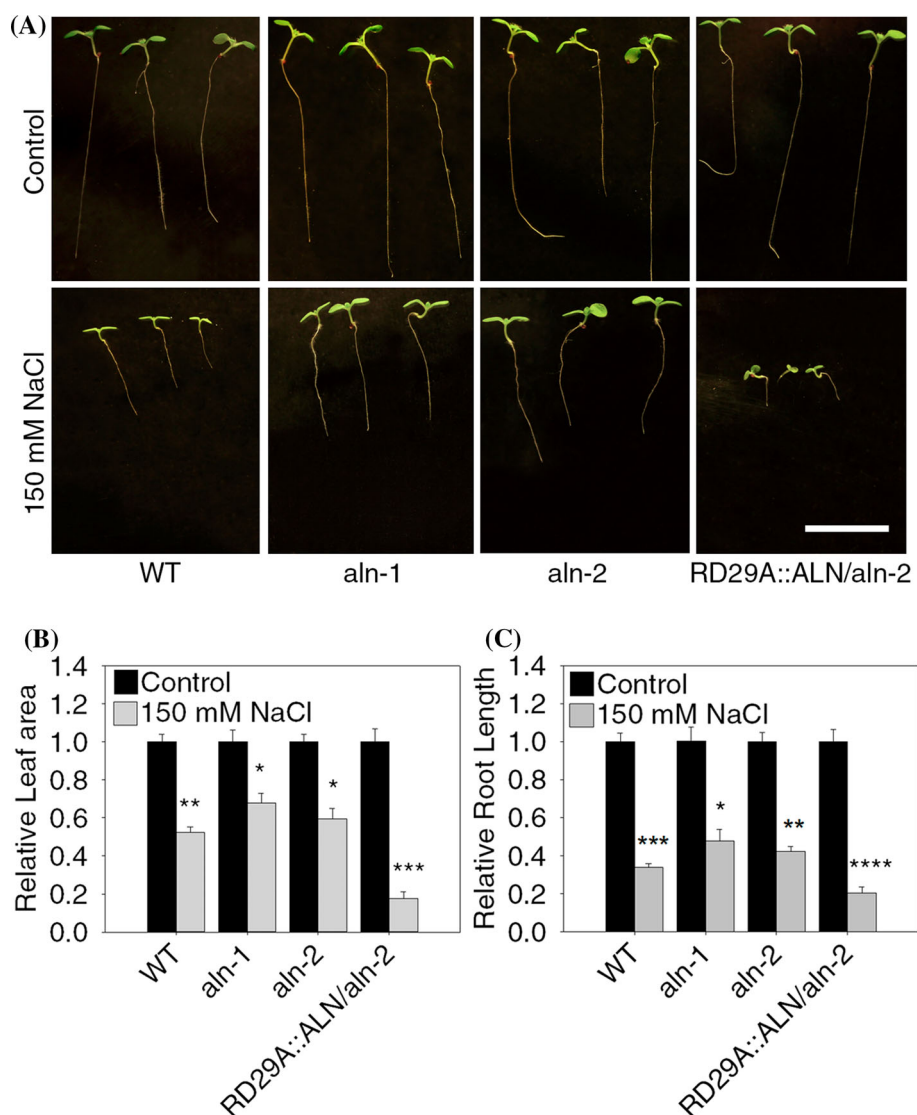 (A)
Control
150 mM NaCl
WT
aln-1
aln-2
RD29A::ALN/aln-2
(B)
Relative Leaf area
1.4
1.2
1.0
0.8
0.6
0.4
0.2
0.0
Control
150 mM NaCl
**
*
*
***
WT
aln-1
aln-2
RD29A::ALN/aln-2
(C)
Relative Root Length
1.4
1.2
1.0
0.8
0.6
0.4
0.2
0.0
Control
150 mM NaCl
***
*
**
****
WT
aln-1
aln-2
RD29A::ALN/aln-2